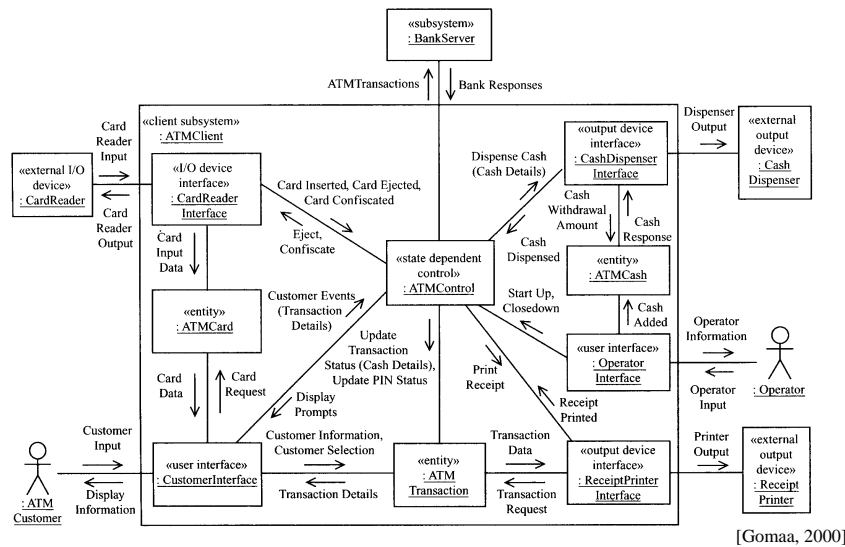 «subsystem»
: BankServer
ATMTransactions
Bank Responses
«client subsystem»
: ATMClient
Card
Reader
Input
«external I/O
device»
: CardReader
Card
Reader
Output
«I/O device
interface»
: CardReader
Interface
Card Inserted, Card Ejected,
Card Confiscated
Eject,
Confiscate
Dispense Cash
(Cash Details)
Cash
Dispensed
«output device
interface»
: CashDispenser
Interface
Dispenser
Output
«external
output
device»
: Cash
Dispenser
Cash
Withdrawal
Amount
Cash
Response
Card
Input
Data
«state dependent
control»
: ATMControl
«entity»
: ATMCash
«entity»
: ATMCard
Customer Events
(Transaction
Details)
Start Up,
Closedown
Cash
Added
Update
Transaction
Status (Cash Details),
Update PIN Status
Print
Receipt
«user interface»
: Operator
Interface
Operator
Information
Operator
Input
: Operator
Card
Data
Card
Request
Display
Prompts
Receipt
Printed
Customer
Input
Display
Information
: ATM
Customer
«user interface»
: CustomerInterface
Customer Information,
Customer Selection
Transaction Details
«entity»
: ATM
Transaction
Transaction
Data
Transaction
Request
«output device
interface»
: ReceiptPrinter
Interface
Printer
Output
«external
output
device»
: Receipt
Printer
[Gomaa, 2000]